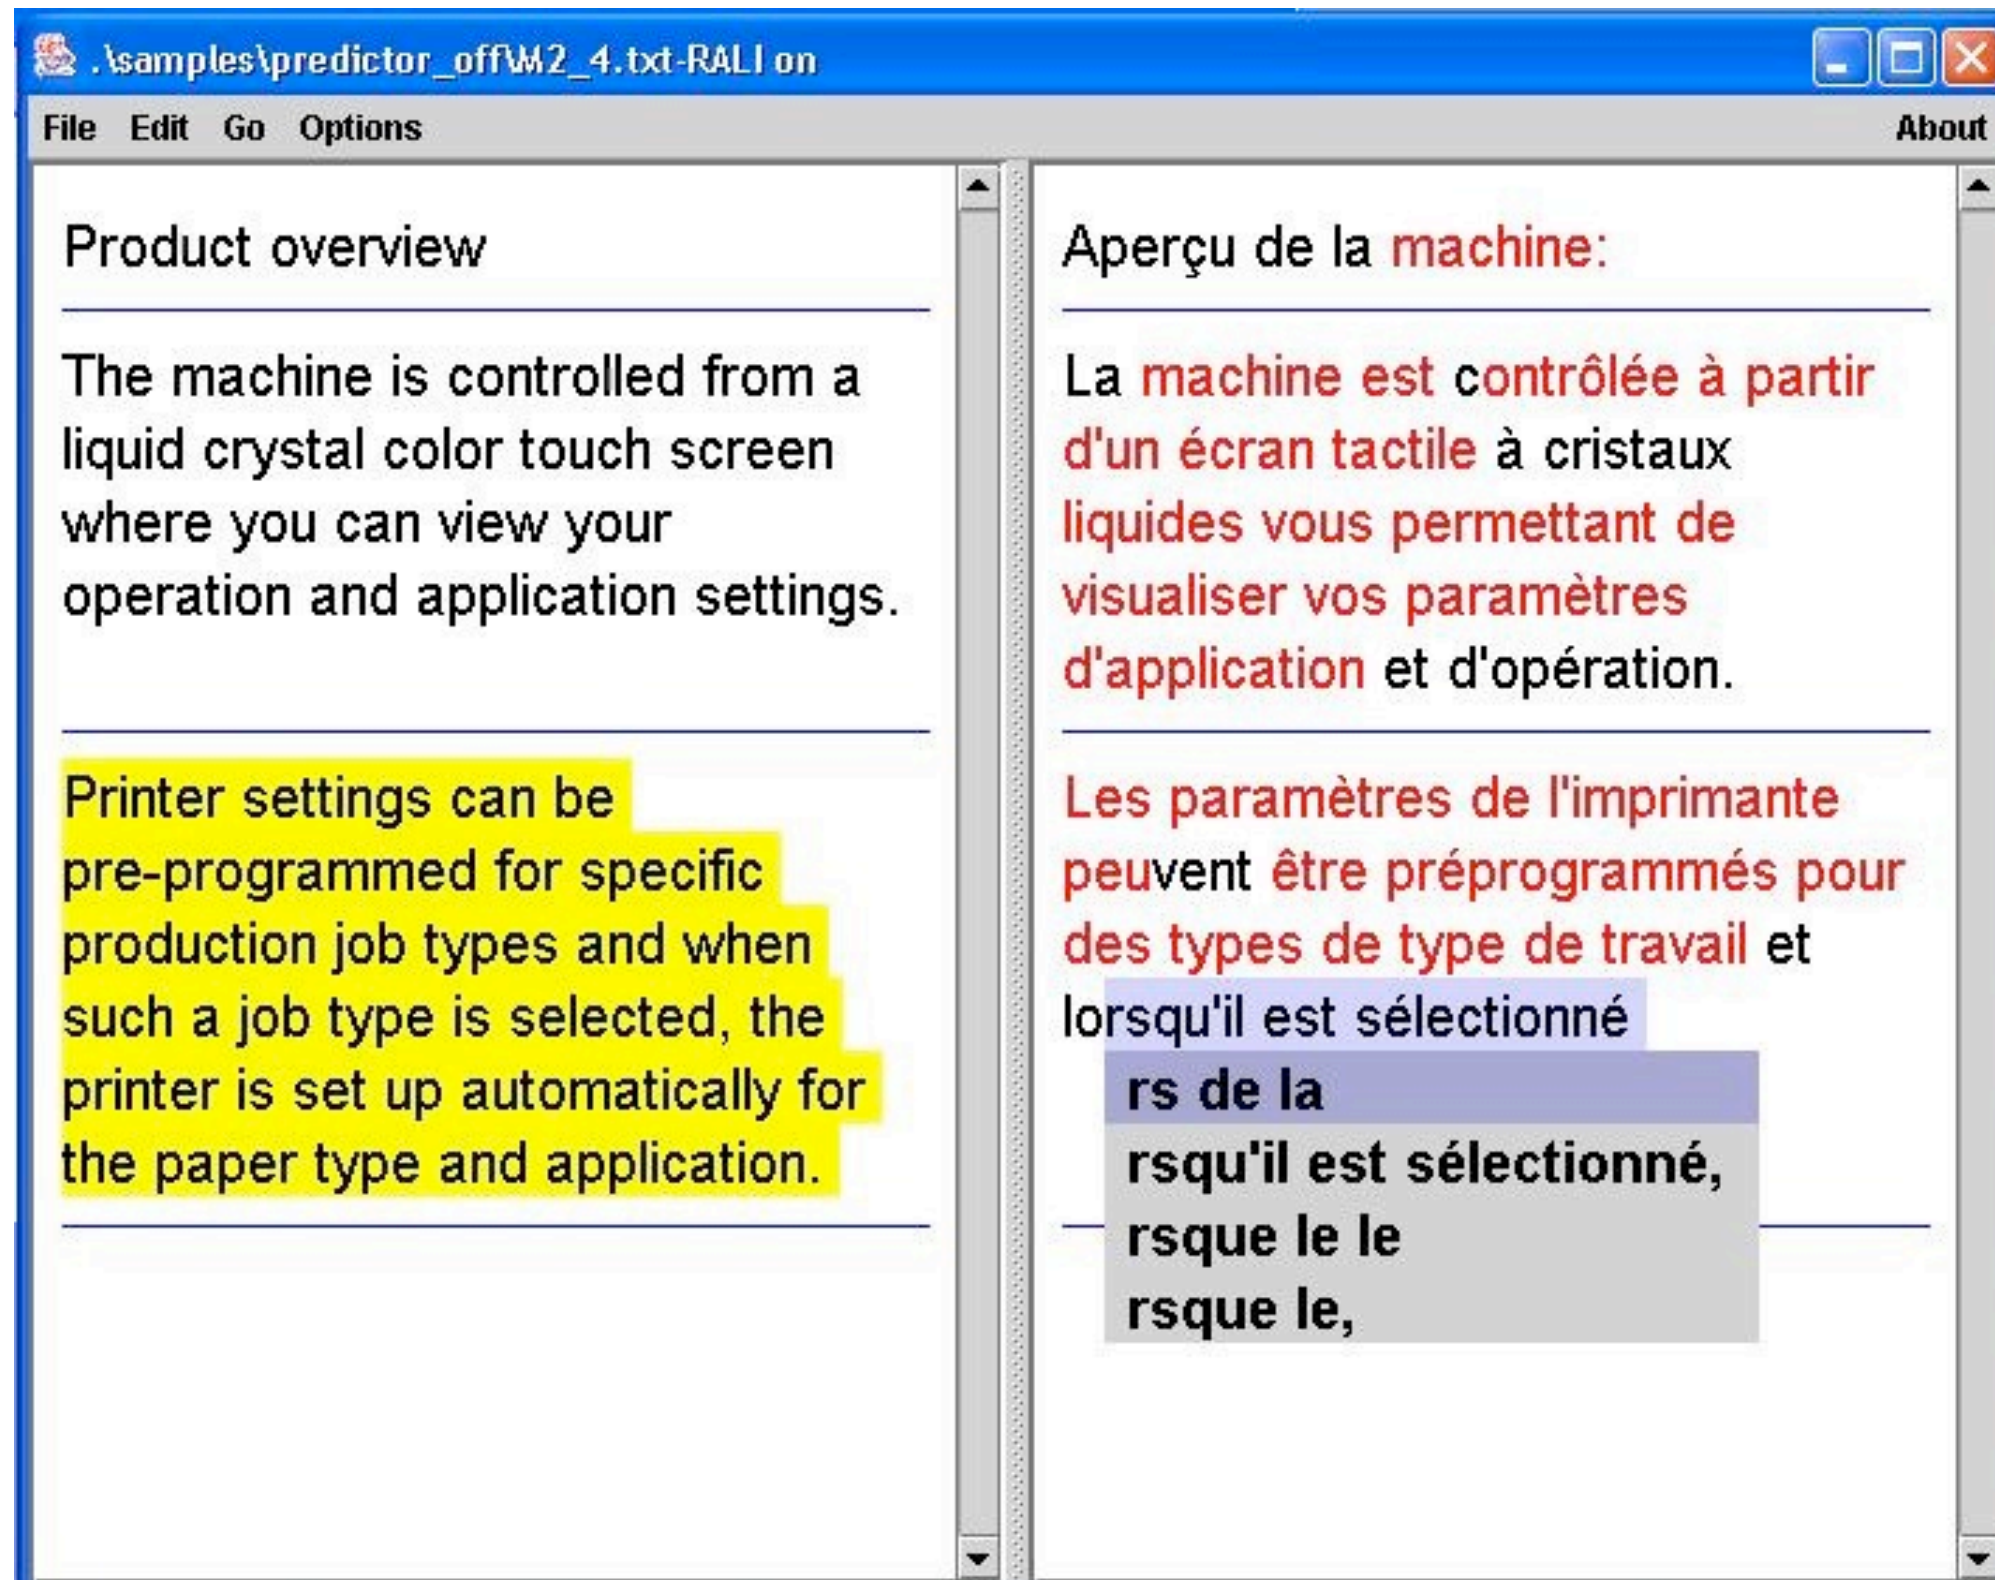 .\samples\predictor_off\M2_4.txt-RALI on
File Edit Go Options About
Product overview
The machine is controlled from a
liquid crystal color touch screen
where you can view your
operation and application settings.
Printer settings can be
pre-programmed for specific
production job types and when
such a job type is selected, the
printer is set up automatically for
the paper type and application.
Aperçu de la machine:
La machine est contrôlée à partir
d'un écran tactile à cristaux
liquides vous permettant de
visualiser vos paramètres
d'application et d'opération.
Les paramètres de l'imprimante
peuvent être préprogrammés pour
des types de type de travail et
lorsqu'il est sélectionné
rs de la
rsqu'il est sélectionné,
rsque le le
rsque le,